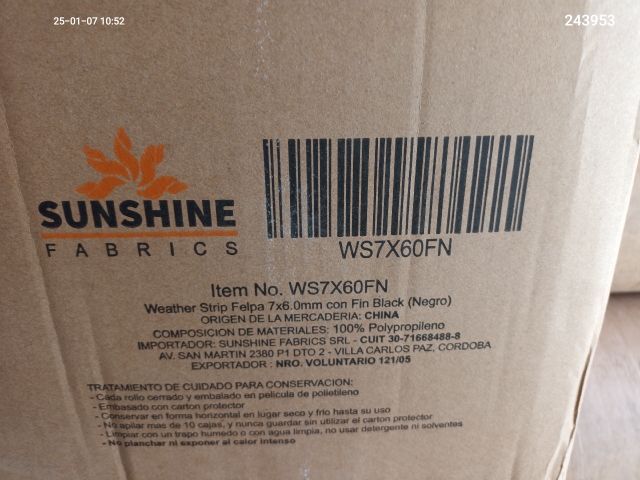 25-01-07 10:52
243953
SUNSHINE
FABRICS
WS7X60FN
Item No. WS7X60FN
Weather Strip Felpa 7x6.0mm con Fin Black (Negro)
ORIGEN DE LA MERCADERIA: CHINA
COMPOSICION DE MATERIALES: 100% Polypropileno
IMPORTADOR: SUNSHINE FABRICS SRL - CUIT 30-71668488-8
AV. SAN MARTIN 2380 P1 DTO 2 - VILLA CARLOS PAZ, CORDOBA
EXPORTADOR : NRO. VOLUNTARIO 121/05
TRATAMIENTO DE CUIDADO PARA CONSERVACION:
- Cada rollo cerrado y embalado en pelicula de polietileno
- Embasado con carton protector
- Conservar en forma horizontal en lugar seco y frio hasta su uso
- No apilar mas de 10 cajas, y nunca guardar sin utilizar el carton protector
- Limpiar con un trapo humedo o con agua limpia, no usar detergente ni solventes
- No planchar ni exponer al calor intenso